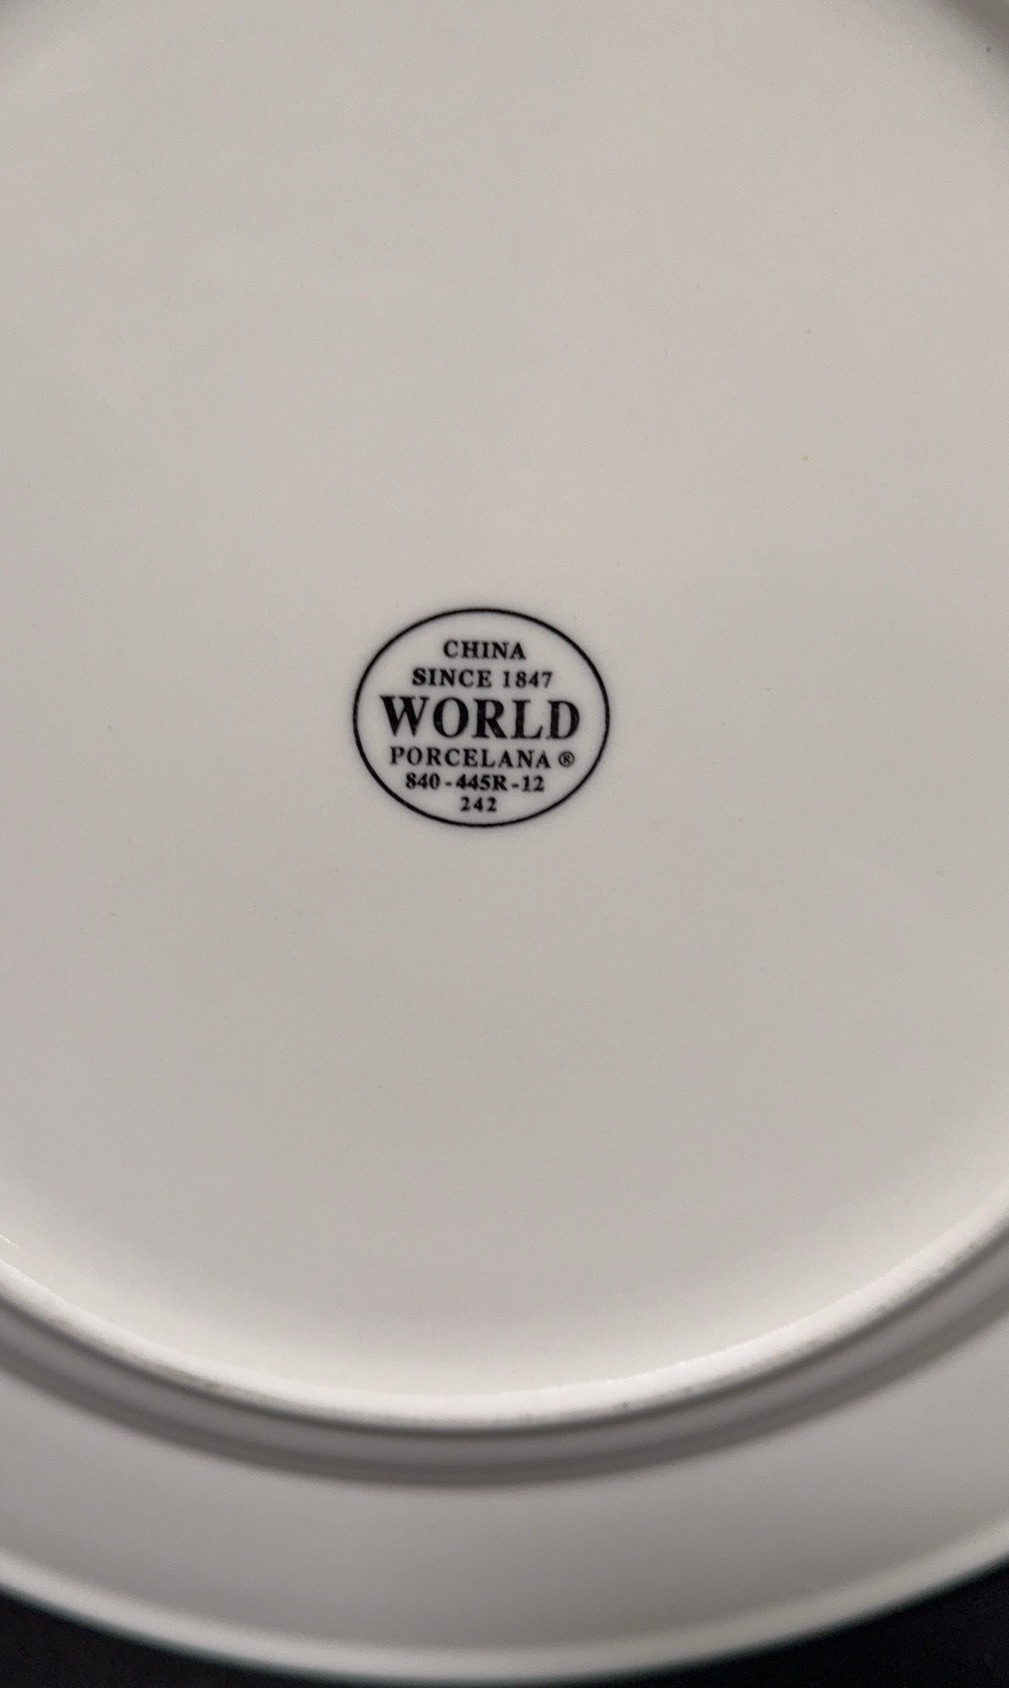 CHINA
SINCE 1847
WORLD
PORCELANA ®
840-445R-12
242